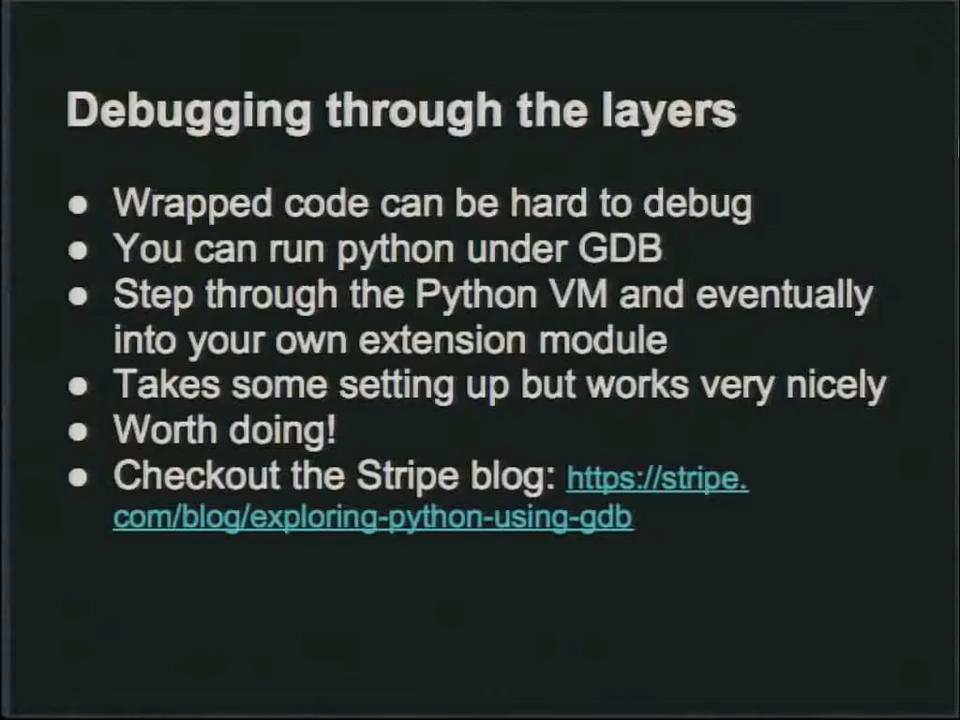 Debugging through the layers
● Wrapped code can be hard to debug
● You can run python under GDB
● Step through the Python VM and eventually
into your own extension module
● Takes some setting up but works very nicely
● Worth doing!
● Checkout the Stripe blog: https://stripe.
com/blog/exploring-python-using-gdb